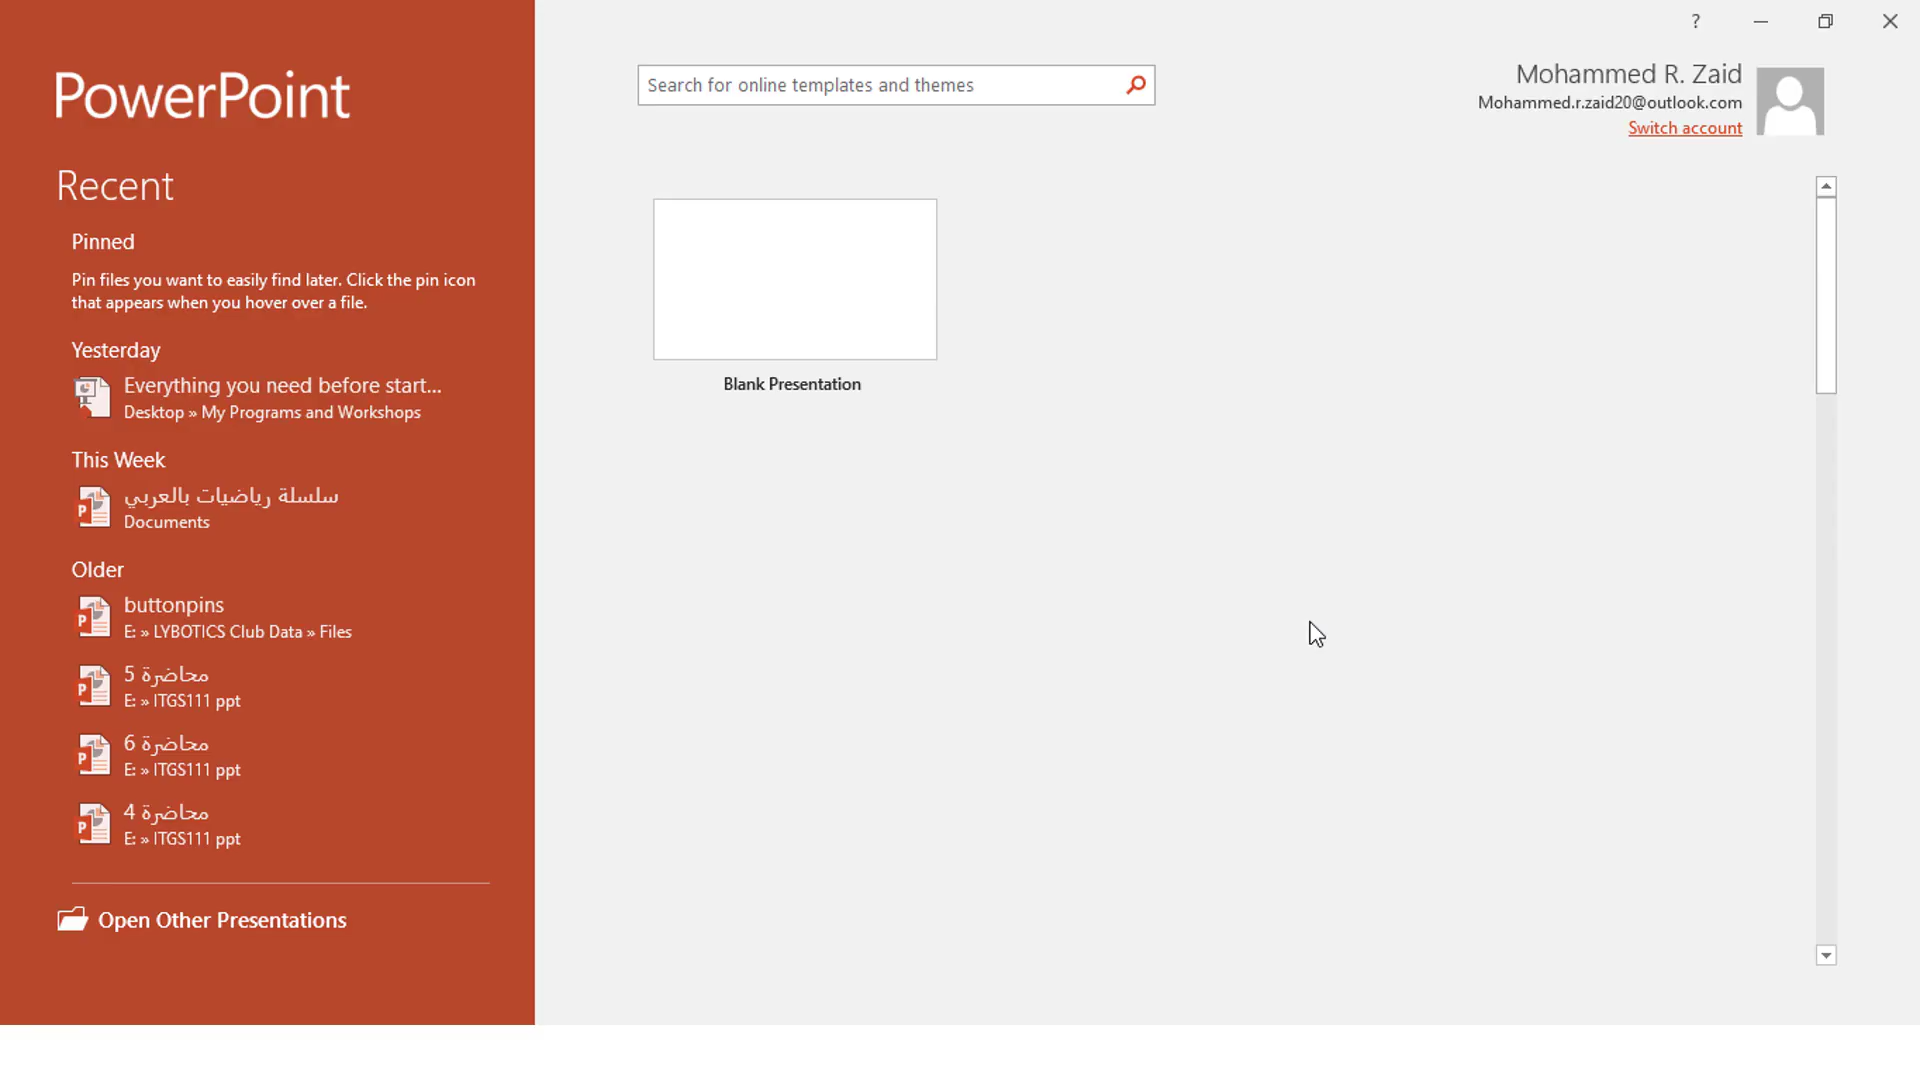 PowerPoint
Recent
Pinned
Pin files you want to easily find later. Click the pin icon
that appears when you hover over a file.
Yesterday
Everything you need before start...
Desktop » My Programs and Workshops
This Week
سلسلة رياضيات بالعربي
Documents
Older
buttonpins
E: » LYBOTICS Club Data » Files
محاضرة 5
E: » ITGS111 ppt
محاضرة 6
E: » ITGS111 ppt
محاضرة 4
E: » ITGS111 ppt
Open Other Presentations
Search for online templates and themes
?
Mohammed R. Zaid
Mohammed.r.zaid20@outlook.com
Switch account
Blank Presentation